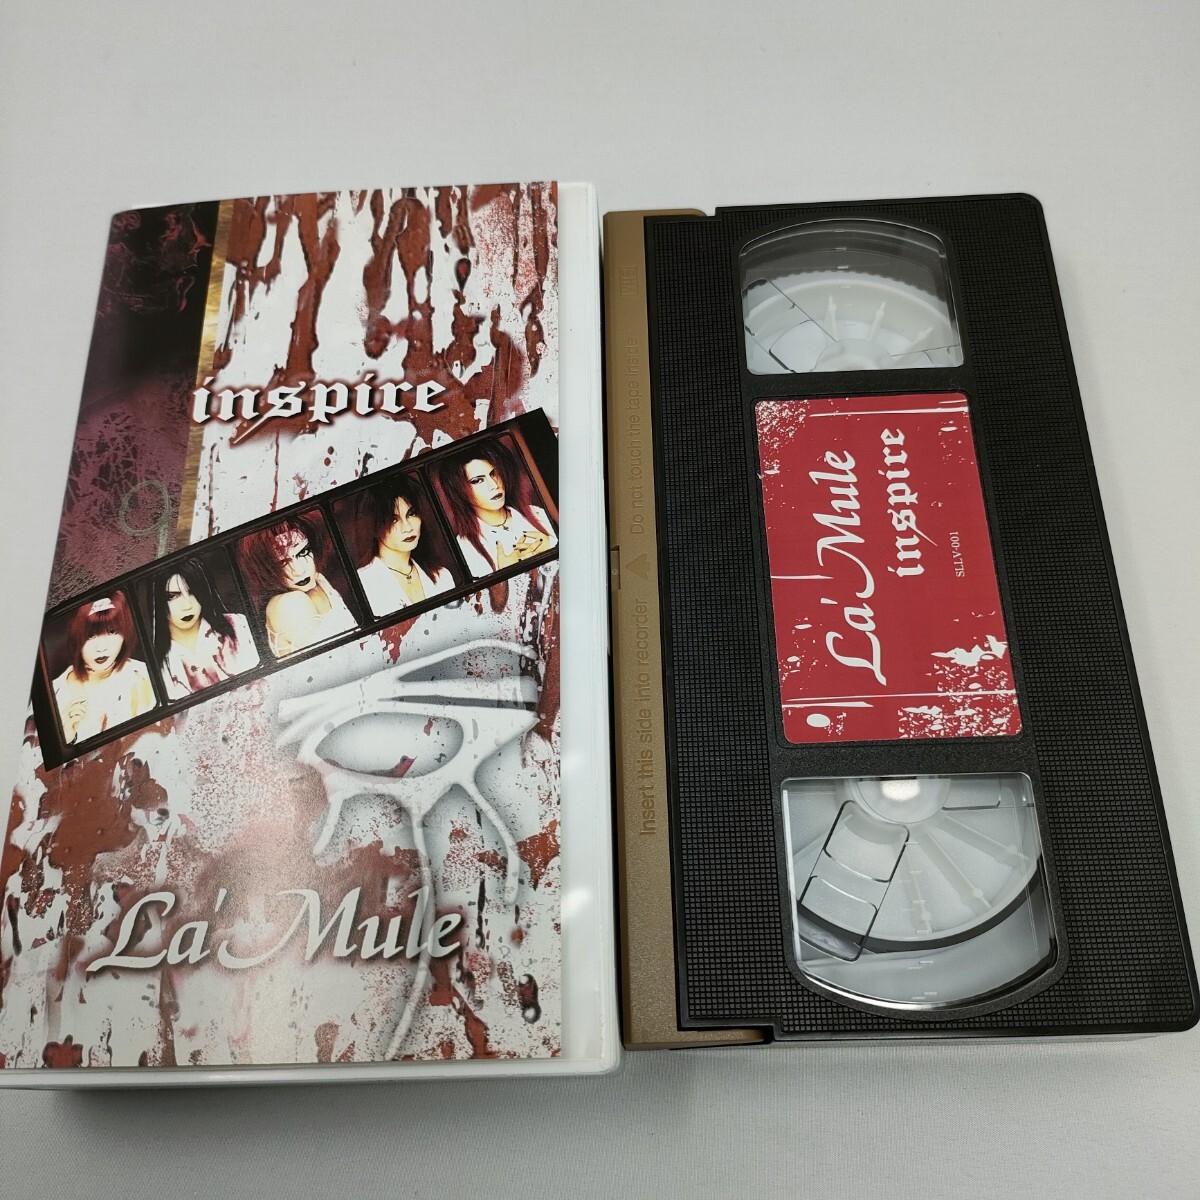 inspire
9
La'Mule
Insert this side into recorder Do not touch the tape inside
La'Mule
inspire
SLLV-001